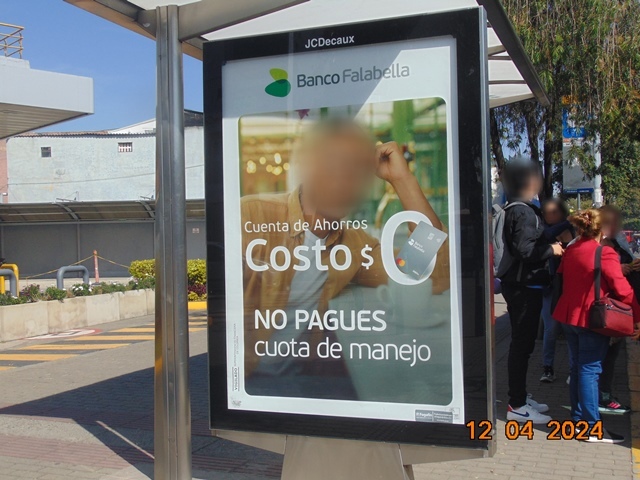 JCDecaux
Banco Falabella
Cuenta de Ahorros
Costo $0
NO PAGUES
cuota de manejo
12 04 2024